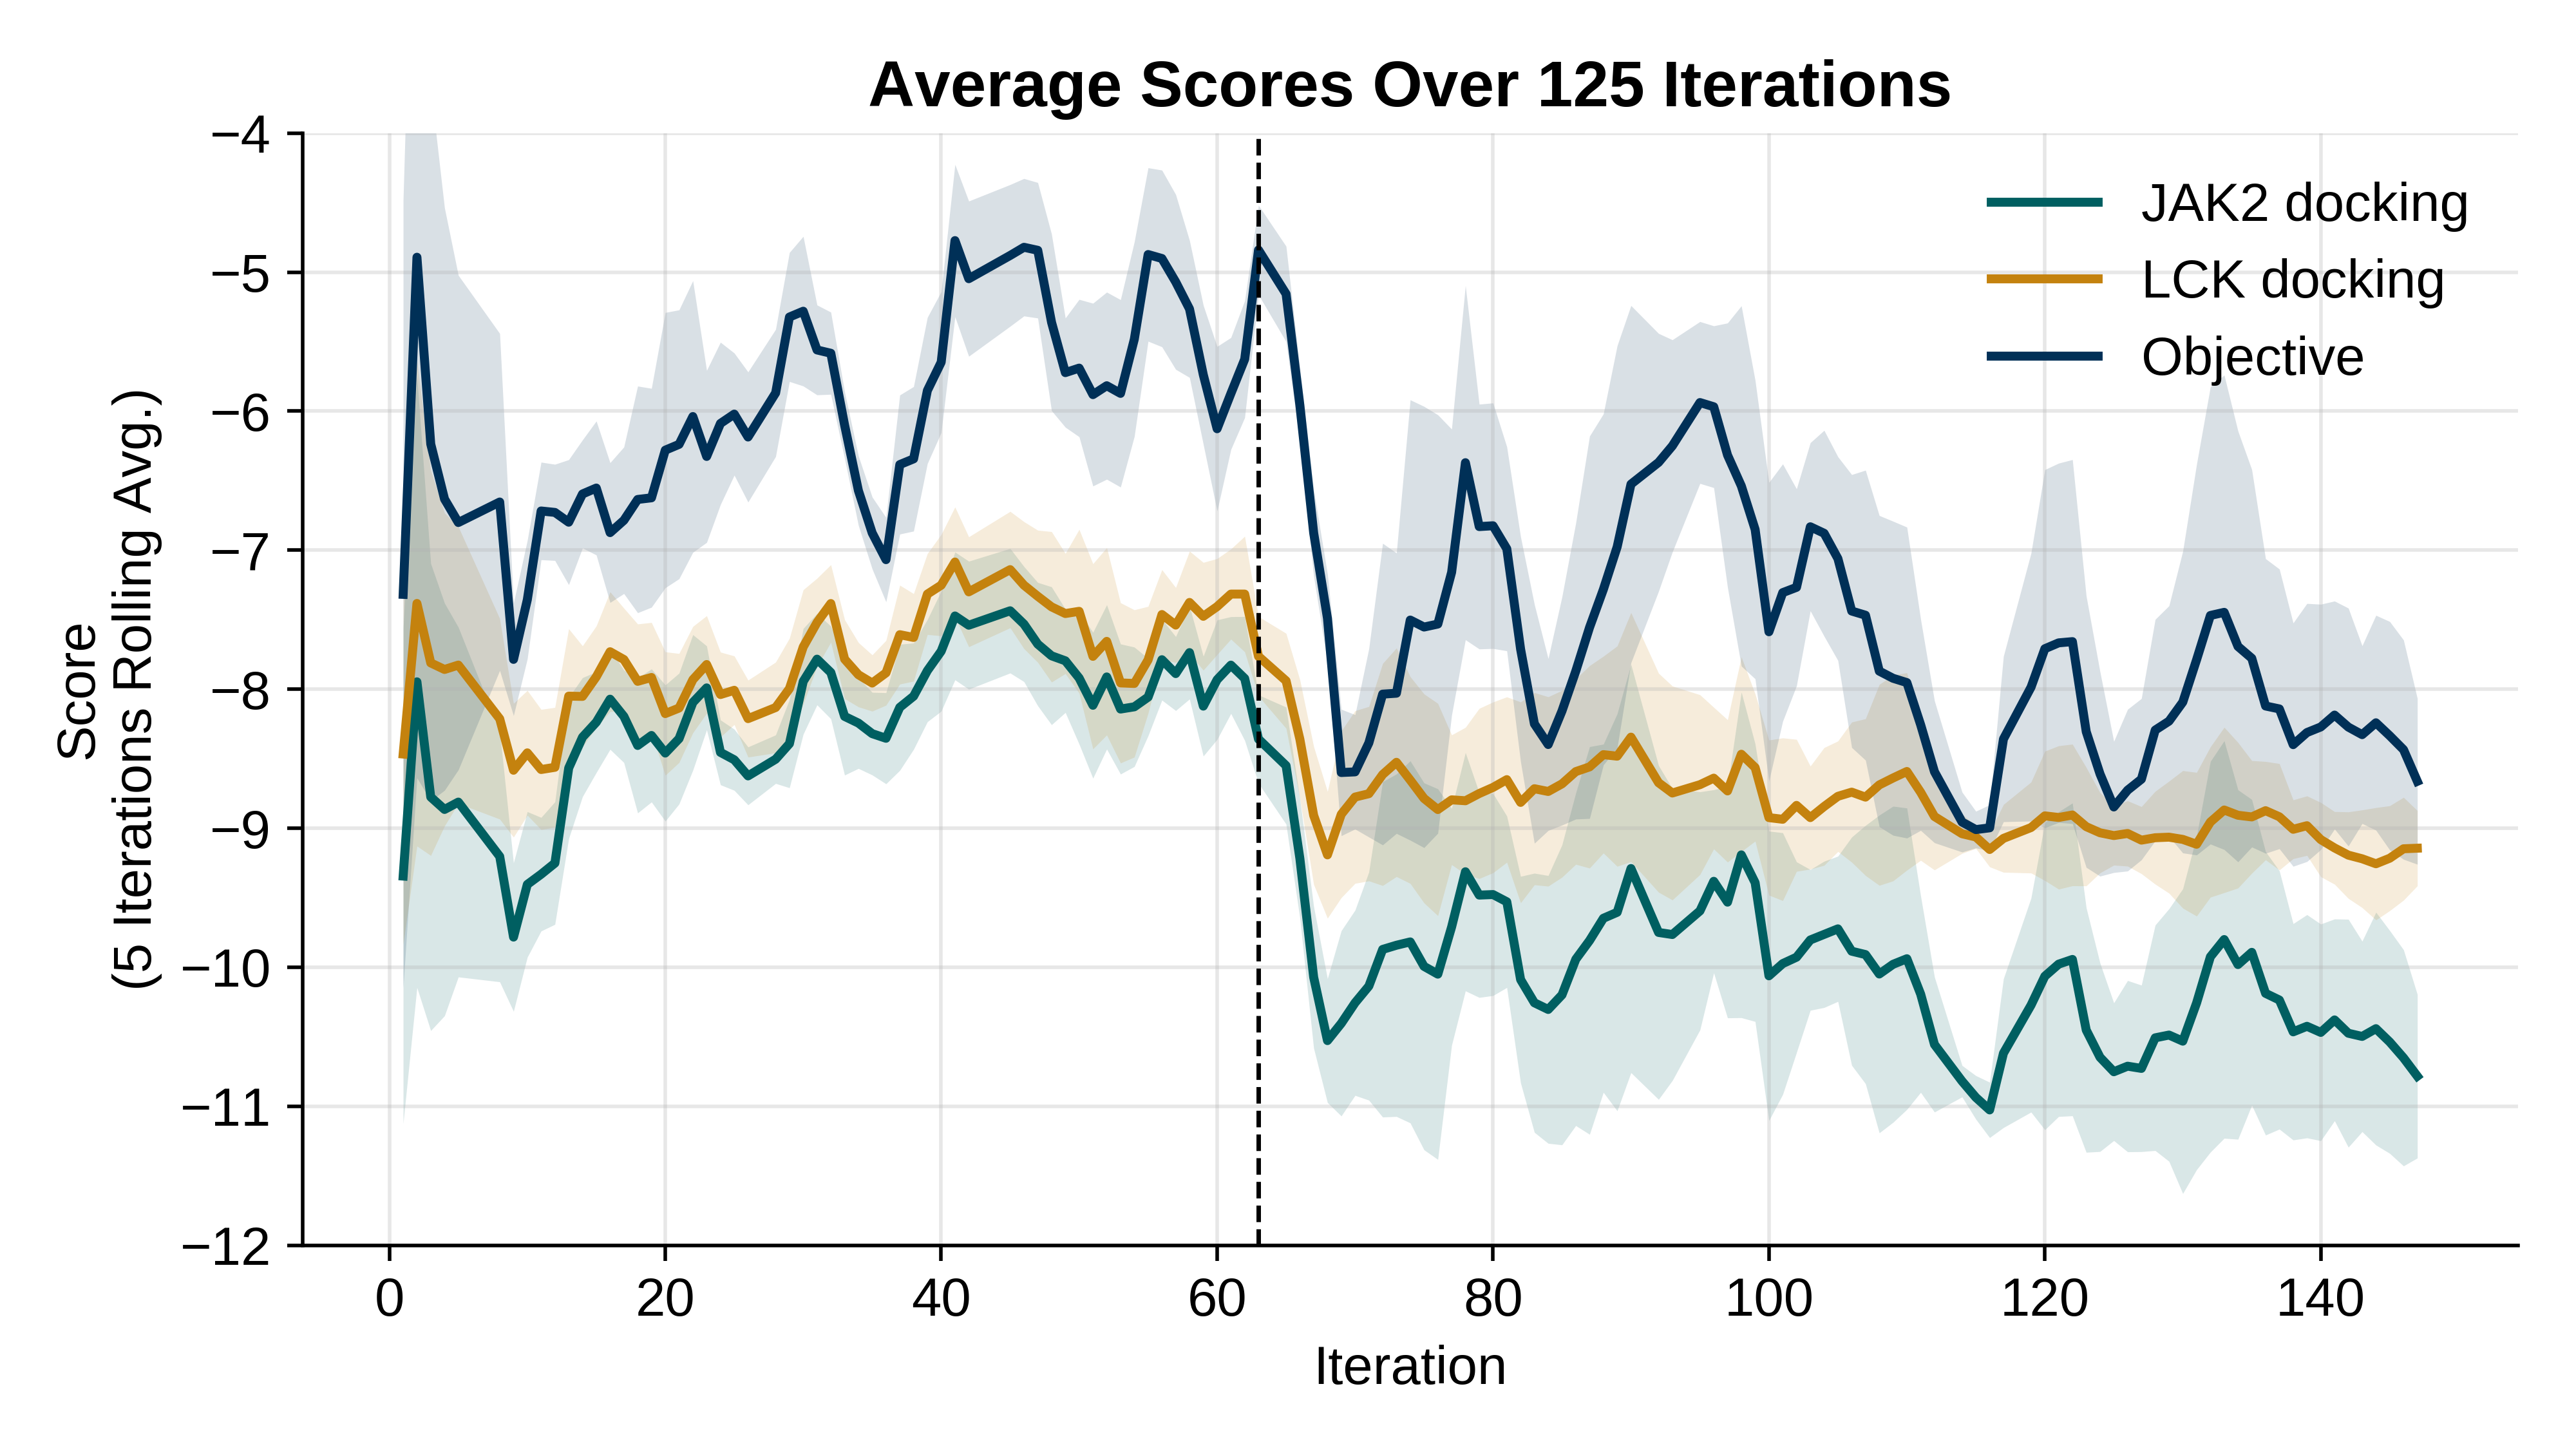 Average Scores Over 125 Iterations
Score
(5 Iterations Rolling Avg.)
−4
−5
−6
−7
−8
−9
−10
−11
−12
JAK2 docking
LCK docking
Objective
0 20 40 60 80 100 120 140
Iteration